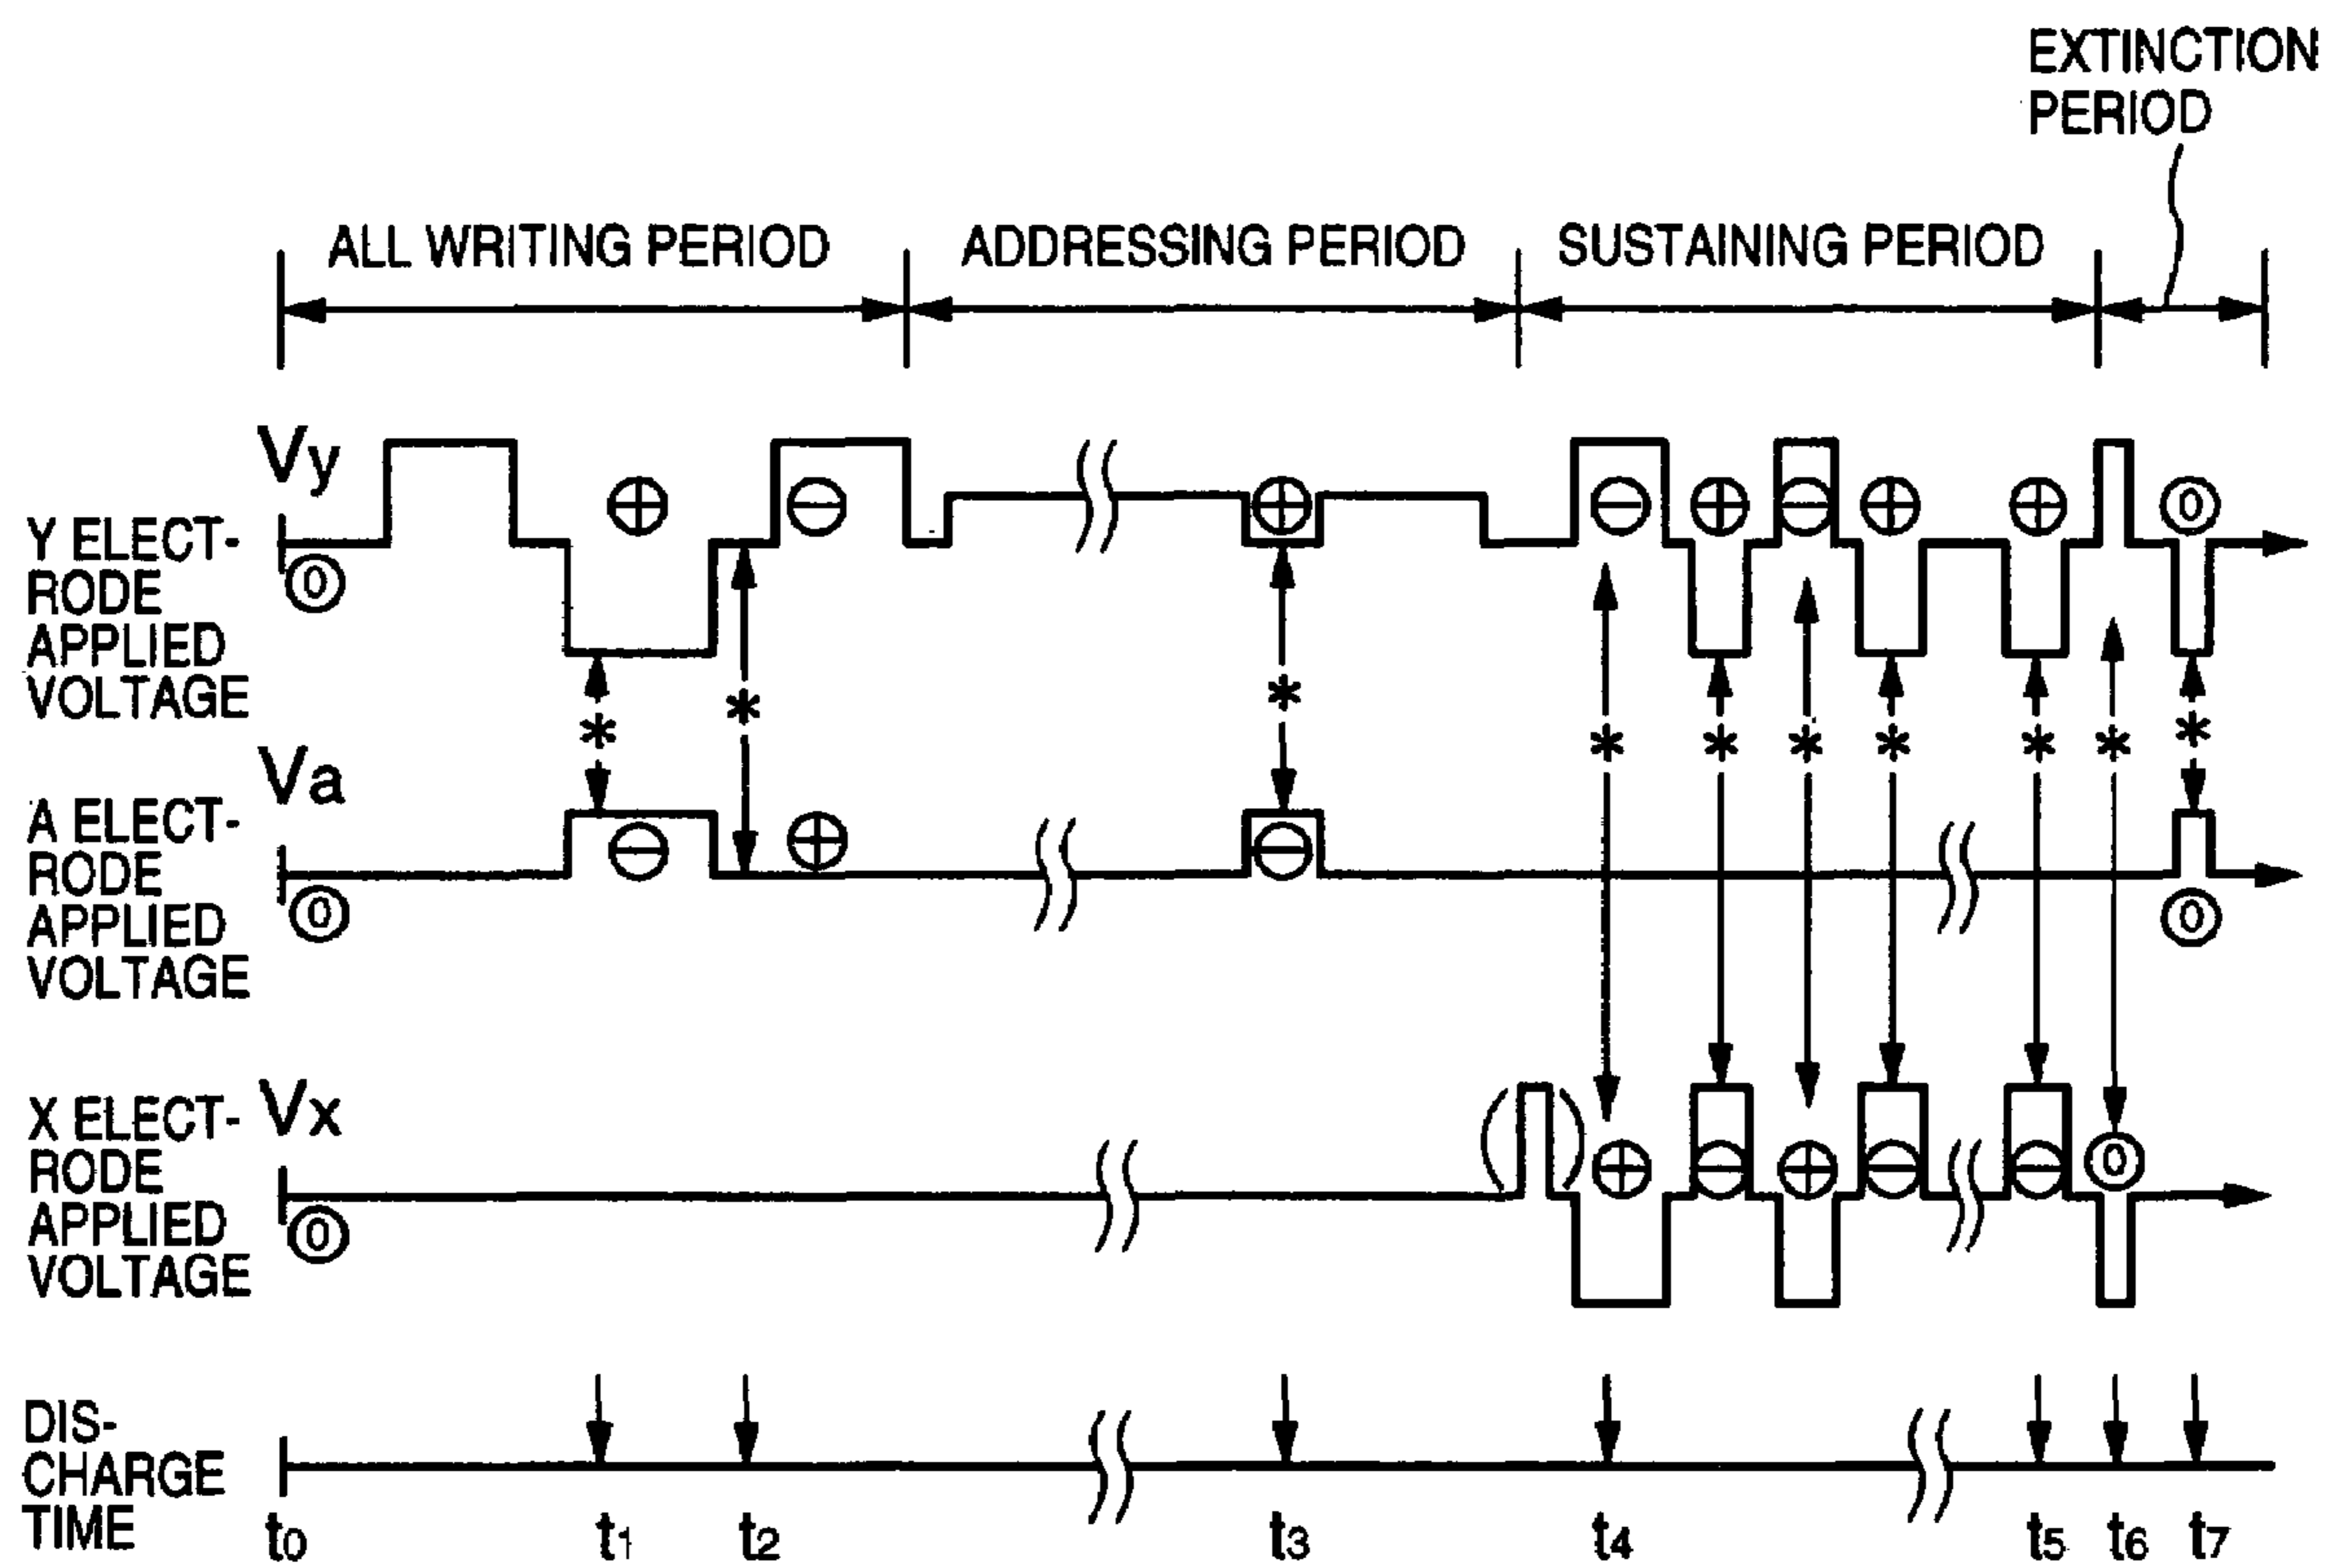 EXTINCTION
PERIOD
ALL WRITING PERIOD
ADDRESSING PERIOD
SUSTAINING PERIOD
Vy
⊕ ⊖ ⊕ ⊖ ⊕ ⊖ ⊕ ⊕ 0
Y ELECT-
RODE
APPLIED
VOLTAGE
0
* * * * * * * * * *
Va
A ELECT-
RODE
APPLIED
VOLTAGE
⊖ ⊕ ⊖
0 0
Vx
X ELECT-
RODE
APPLIED
VOLTAGE
( ) ⊕ ⊖ ⊕ ⊖ ⊖ 0
0
DIS-
CHARGE
TIME
t0 t1 t2 t3 t4 t5 t6 t7